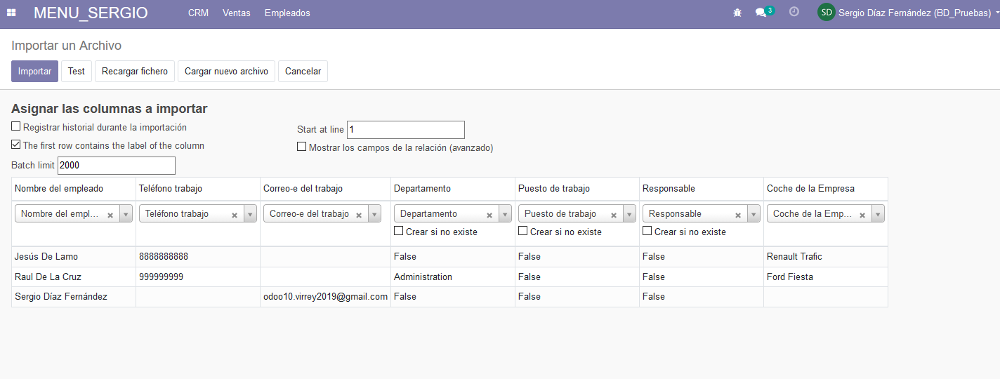 MENU_SERGIO CRM Ventas Empleados 3 SD Sergio Díaz Fernández (BD_Pruebas)
Importar un Archivo
Importar Test Recargar fichero Cargar nuevo archivo Cancelar
Asignar las columnas a importar
Registrar historial durante la importación Start at line 1
The first row contains the label of the column Mostrar los campos de la relación (avanzado)
Batch limit 2000
Nombre del empleado Teléfono trabajo Correo-e del trabajo Departamento Puesto de trabajo Responsable Coche de la Empresa
Nombre del empl... Teléfono trabajo Correo-e del trabajo Departamento Puesto de trabajo Responsable Coche de la Emp...
Crear si no existe Crear si no existe Crear si no existe
Jesús De Lamo 8888888888 False False False Renault Trafic
Raul De La Cruz 999999999 Administration False False Ford Fiesta
Sergio Díaz Fernández odoo10.virrey2019@gmail.com False False False